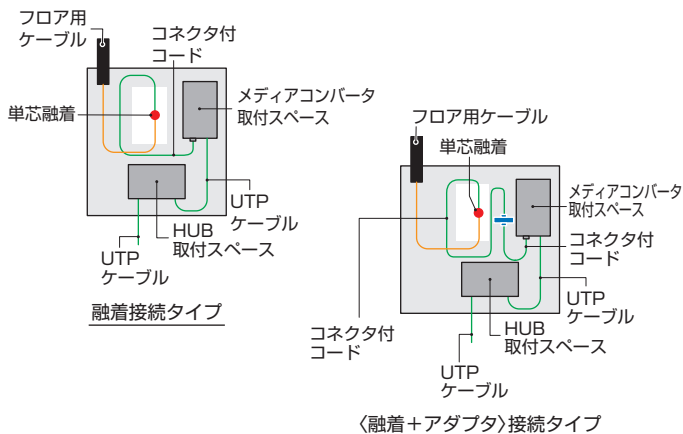 フロア用
ケーブル
コネクタ付
コード
単芯融着
メディアコンバータ
取付スペース
UTP
ケーブル
HUB
取付スペース
UTP
ケーブル
融着接続タイプ
フロア用ケーブル
単芯融着
メディアコンバータ
取付スペース
コネクタ付
コード
UTP
ケーブル
コネクタ付
コード
HUB
取付スペース
UTP
ケーブル
〈融着+アダプタ〉接続タイプ